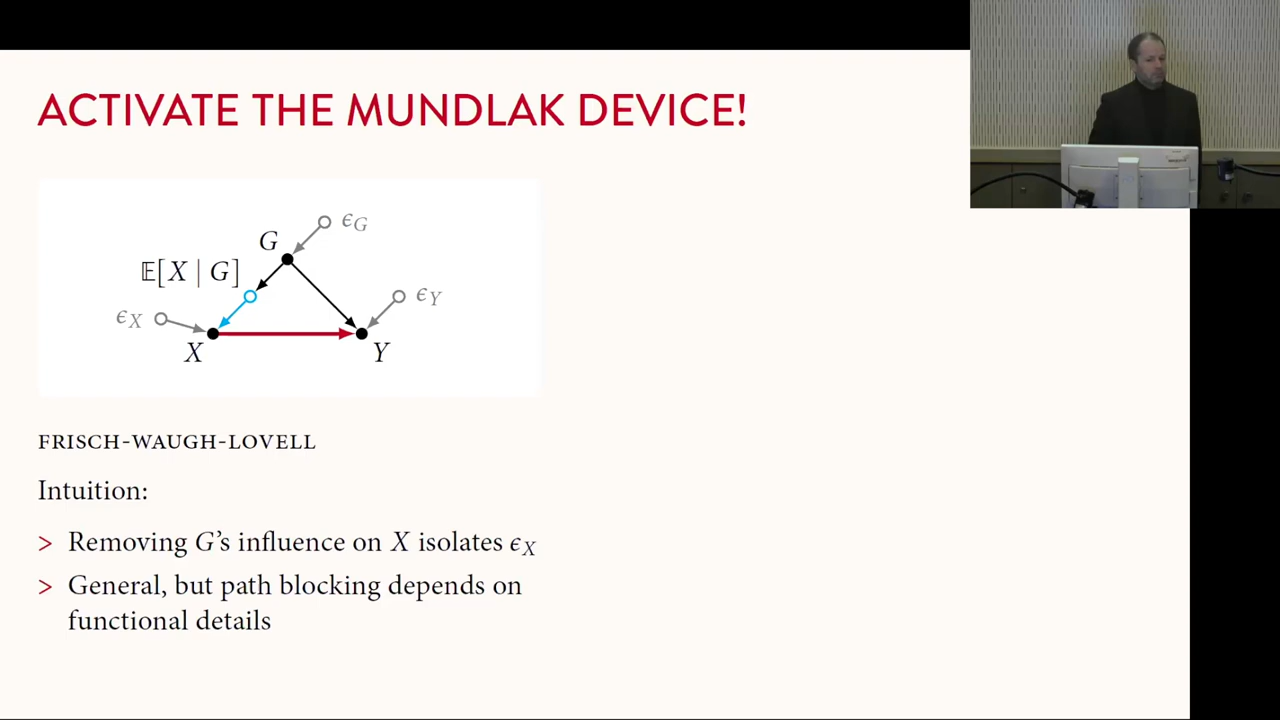 ACTIVATE THE MUNDLAK DEVICE!
ϵG
G
𝔼[X | G]
ϵY
ϵX
X
Y
FRISCH-WAUGH-LOVELL
Intuition:
> Removing G's influence on X isolates ϵX
> General, but path blocking depends on
functional details